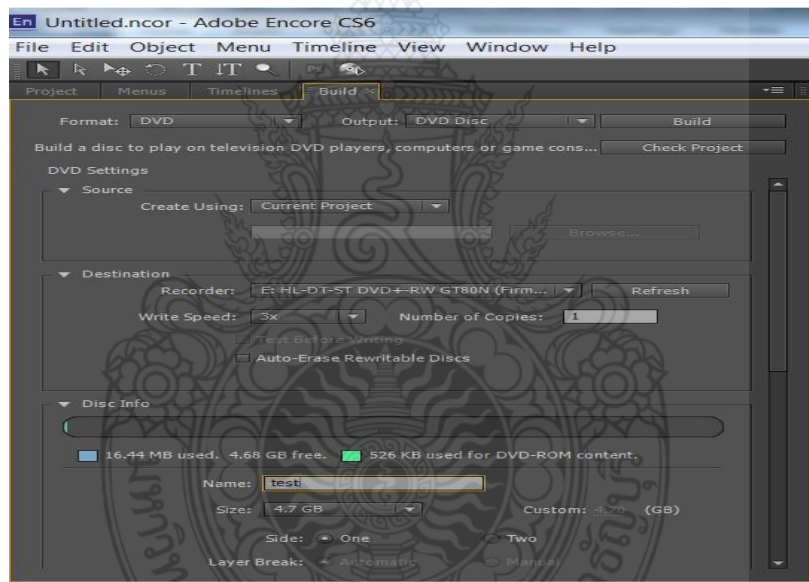 En Untitled.ncor - Adobe Encore CS6
File Edit Object Menu Timeline View Window Help
T IT
Project Menus Timelines Build ×
Format: DVD Output: DVD Disc Build
Build a disc to play on television DVD players, computers or game cons... Check Project
DVD Settings
Source
Create Using: Current Project
Browse...
Destination
Recorder: E: HL-DT-ST DVD+-RW GT80N (Firm... Refresh
Write Speed: 3x Number of Copies: 1
Test Before Writing
Auto-Erase Rewritable Discs
Disc Info
16.44 MB used. 4.68 GB free. 526 KB used for DVD-ROM content.
Name: test
Size: 4.7 GB Custom: 4.70 (GB)
Side: One Two
Layer Break: Automatic Manual